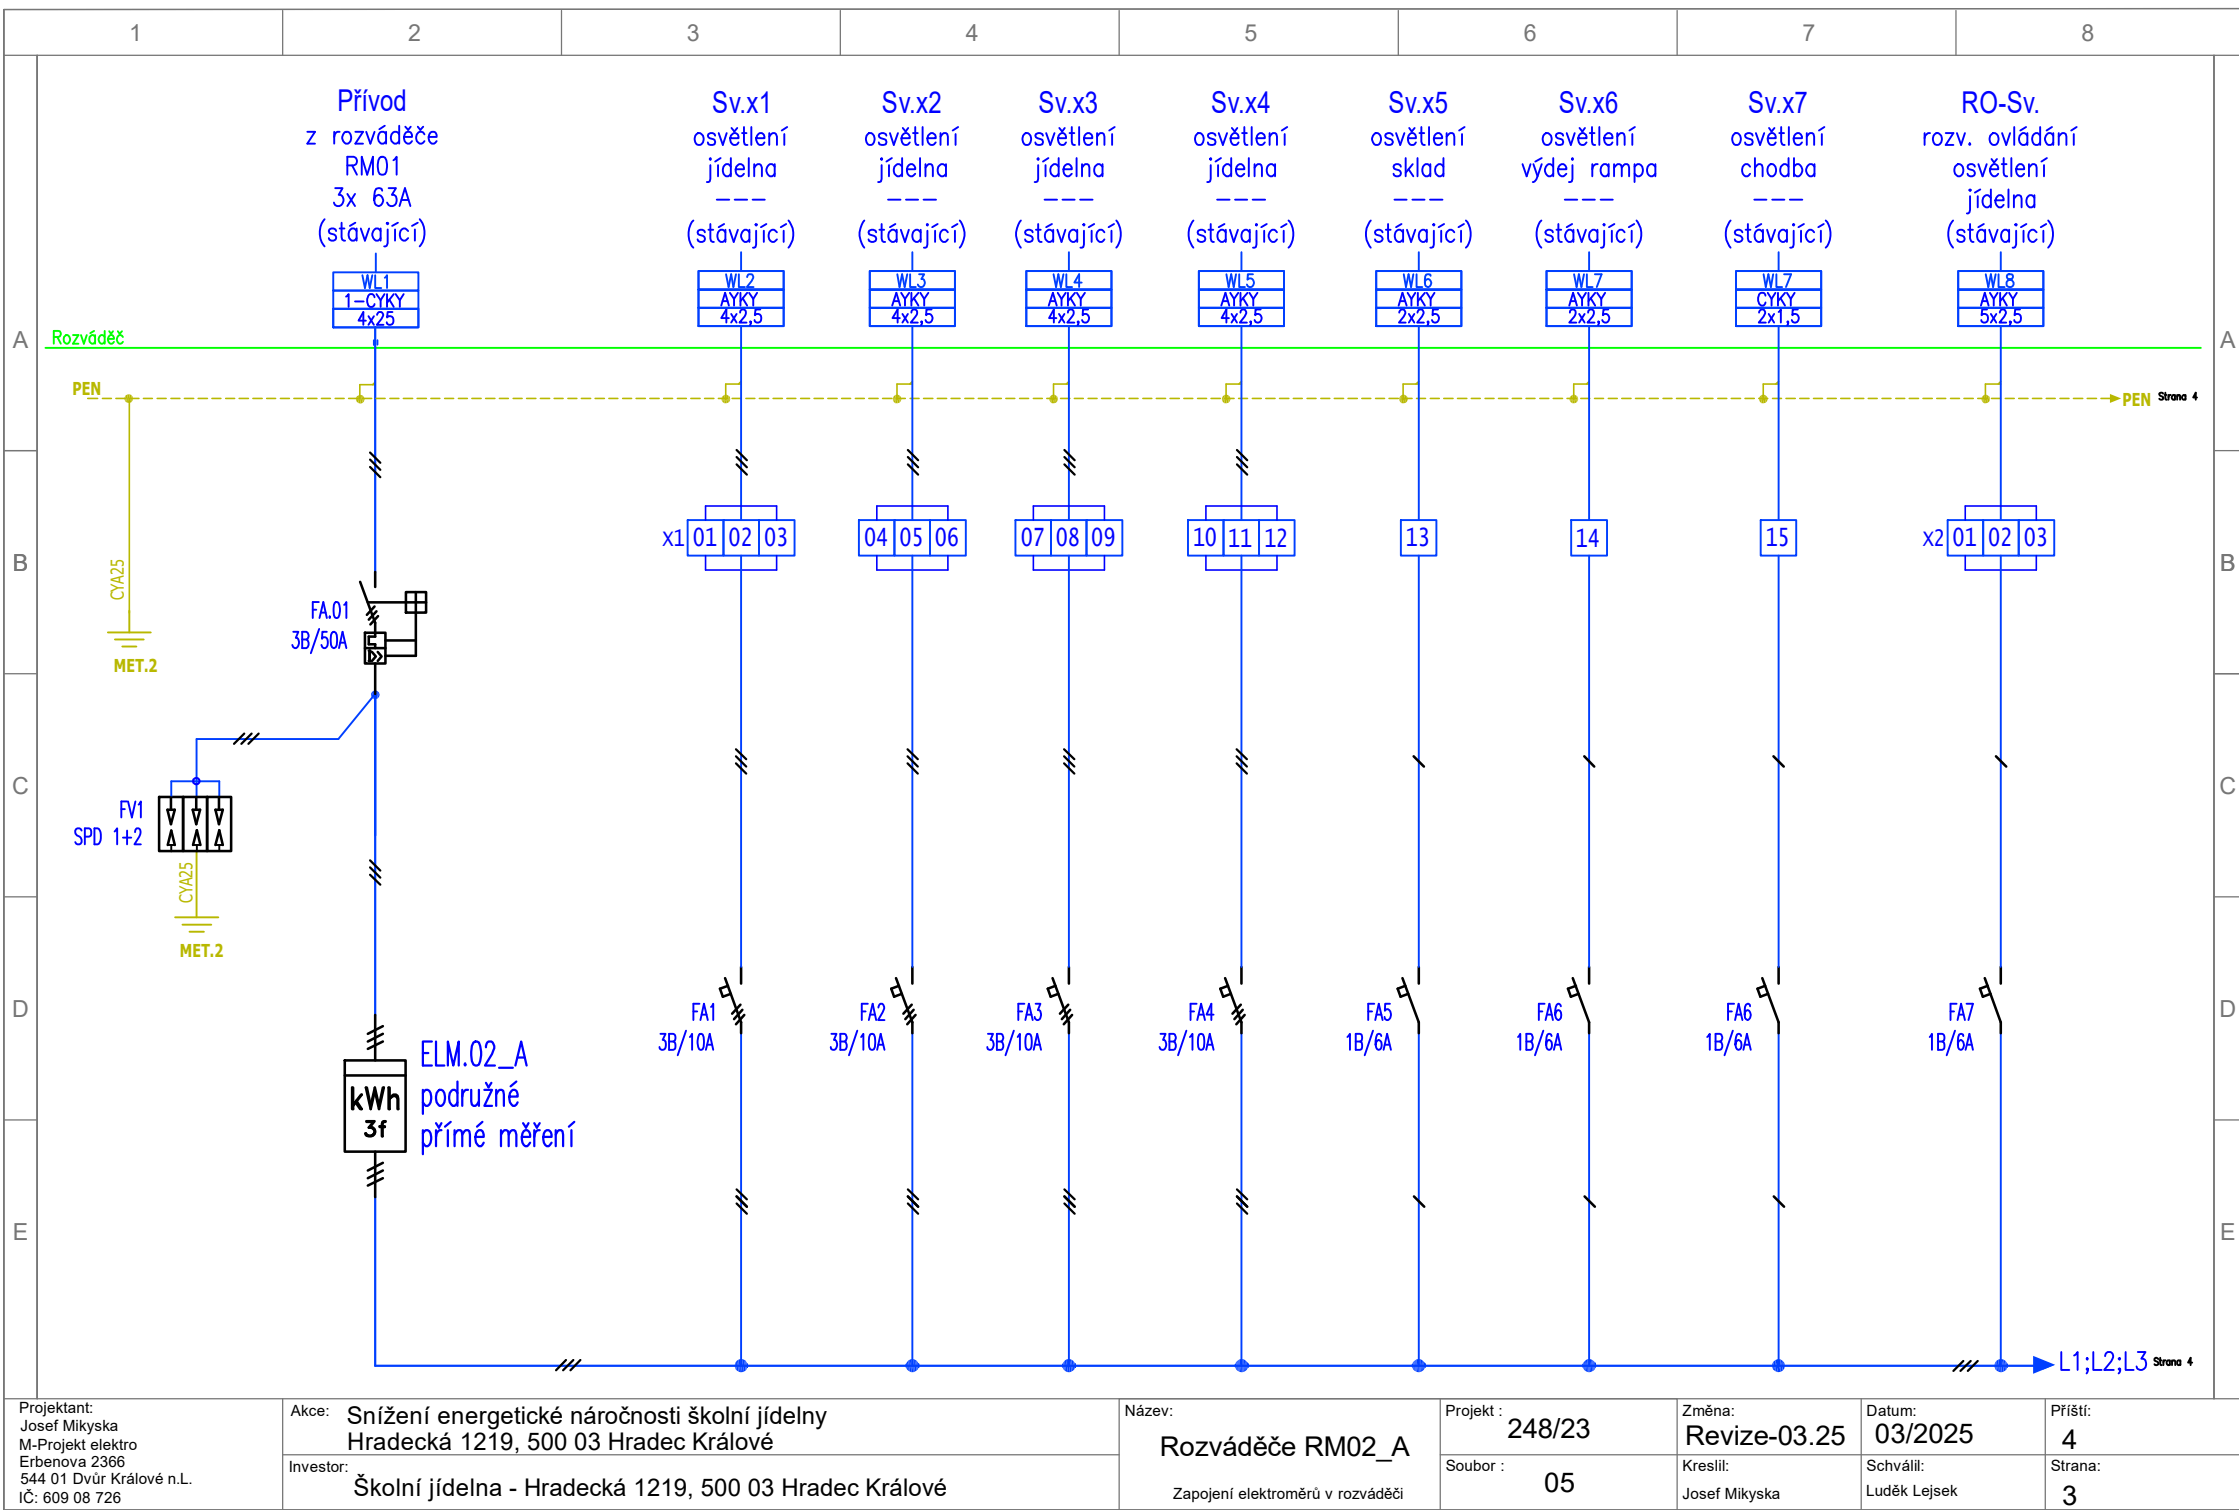 1 2 3 4 5 6 7 8
Přívod
z rozváděče
RM01
3x 63A
(stávající)
WL1
1-CYKY
4x25
Sv.x1
osvětlení
jídelna
---
(stávající)
WL2
AYKY
4x2,5
Sv.x2
osvětlení
jídelna
---
(stávající)
WL3
AYKY
4x2,5
Sv.x3
osvětlení
jídelna
---
(stávající)
WL4
AYKY
4x2,5
Sv.x4
osvětlení
jídelna
---
(stávající)
WL5
AYKY
4x2,5
Sv.x5
osvětlení
sklad
---
(stávající)
WL6
AYKY
2x2,5
Sv.x6
osvětlení
výdej rampa
---
(stávající)
WL7
AYKY
2x2,5
Sv.x7
osvětlení
chodba
---
(stávající)
WL7
CYKY
2x1,5
RO-Sv.
rozv. ovládání
osvětlení
jídelna
(stávající)
WL8
AYKY
5x2,5
A Rozváděč A
PEN PEN Strana 4
x1 01 02 03 04 05 06 07 08 09 10 11 12 13 14 15 x2 01 02 03
B B
CYA25
MET.2
FA.01
3B/50A
C C
FV1
SPD 1+2
CYA25
MET.2
D D
FA1
3B/10A
FA2
3B/10A
FA3
3B/10A
FA4
3B/10A
FA5
1B/6A
FA6
1B/6A
FA6
1B/6A
FA7
1B/6A
kWh
3f
ELM.02_A
podružné
přímé měření
E E
L1;L2;L3 Strana 4
Projektant:
Josef Mikyska
M-Projekt elektro
Erbenova 2366
544 01 Dvůr Králové n.L.
IČ: 609 08 726
Akce: Snížení energetické náročnosti školní jídelny
Hradecká 1219, 500 03 Hradec Králové
Investor:
Školní jídelna - Hradecká 1219, 500 03 Hradec Králové
Název:
Rozváděče RM02_A
Zapojení elektroměrů v rozváděči
Projekt : 248/23
Soubor : 05
Změna:
Revize-03.25
Kreslil:
Josef Mikyska
Datum:
03/2025
Schválil:
Luděk Lejsek
Příští:
4
Strana:
3